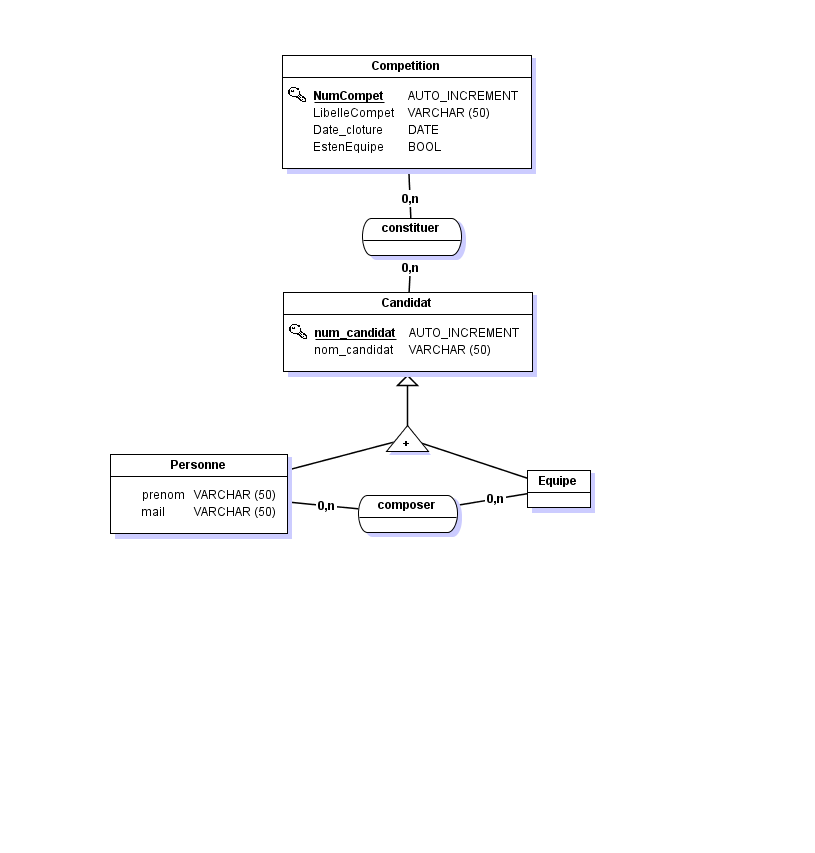 Competition
NumCompet AUTO_INCREMENT
LibelleCompet VARCHAR (50)
Date_cloture DATE
EstenEquipe BOOL
0,n
constituer
0,n
Candidat
num_candidat AUTO_INCREMENT
nom_candidat VARCHAR (50)
+
Personne
prenom VARCHAR (50)
mail VARCHAR (50)
0,n
composer
0,n
Equipe